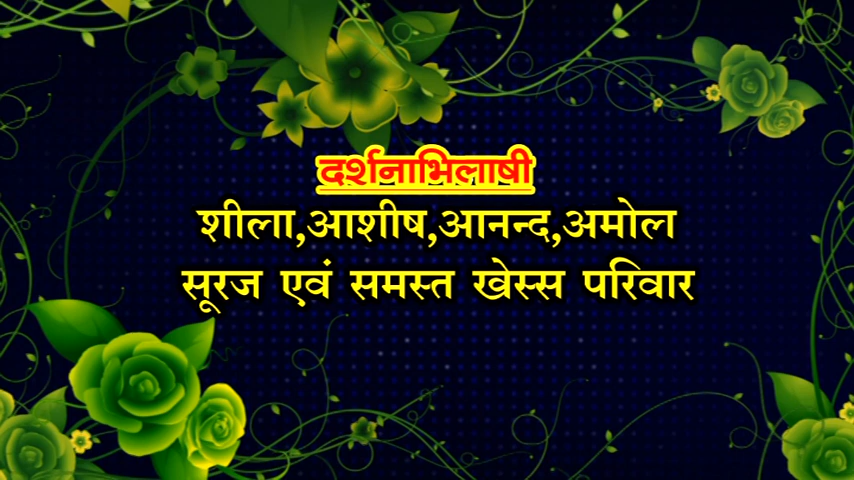 दर्शनाभिलाषी
शीला,आशीष,आनन्द,अमोल
सूरज एवं समस्त खेस्स परिवार